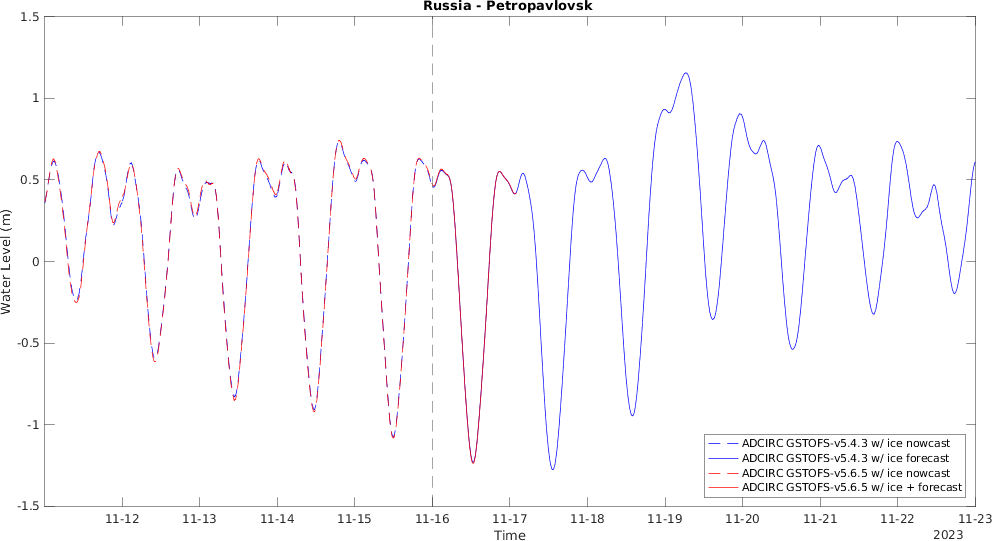 Russia - Petropavlovsk
1.5
1
0.5
0
-0.5
-1
-1.5
Water Level (m)
ADCIRC GSTOFS-v5.4.3 w/ ice nowcast
ADCIRC GSTOFS-v5.4.3 w/ ice forecast
ADCIRC GSTOFS-v5.6.5 w/ ice nowcast
ADCIRC GSTOFS-v5.6.5 w/ ice + forecast
11-12 11-13 11-14 11-15 11-16 11-17 11-18 11-19 11-20 11-21 11-22 11-23
Time
2023